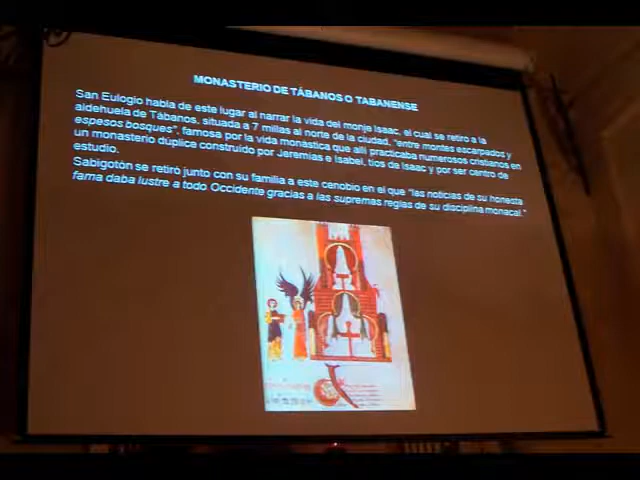 MONASTERIO DE TÁBANOS O TABANENSE
San Eulogio habla de este lugar al narrar la vida del monje Isaac, el cual se retiró a la
aldehuela de Tábanos, situada a 7 millas al norte de la ciudad, "entre montes escarpados y
espesos bosques", famosa por la vida monástica que allí practicaba numerosos cristianos en
un monasterio dúplice construido por Jeremías e Isabel, tíos de Isaac y por ser centro de
estudio.
Sabigotón se retiró junto con su familia a este cenobio en el que "las noticias de su honesta
fama daba lustre a todo Occidente gracias a las supremas reglas de su disciplina monacal."